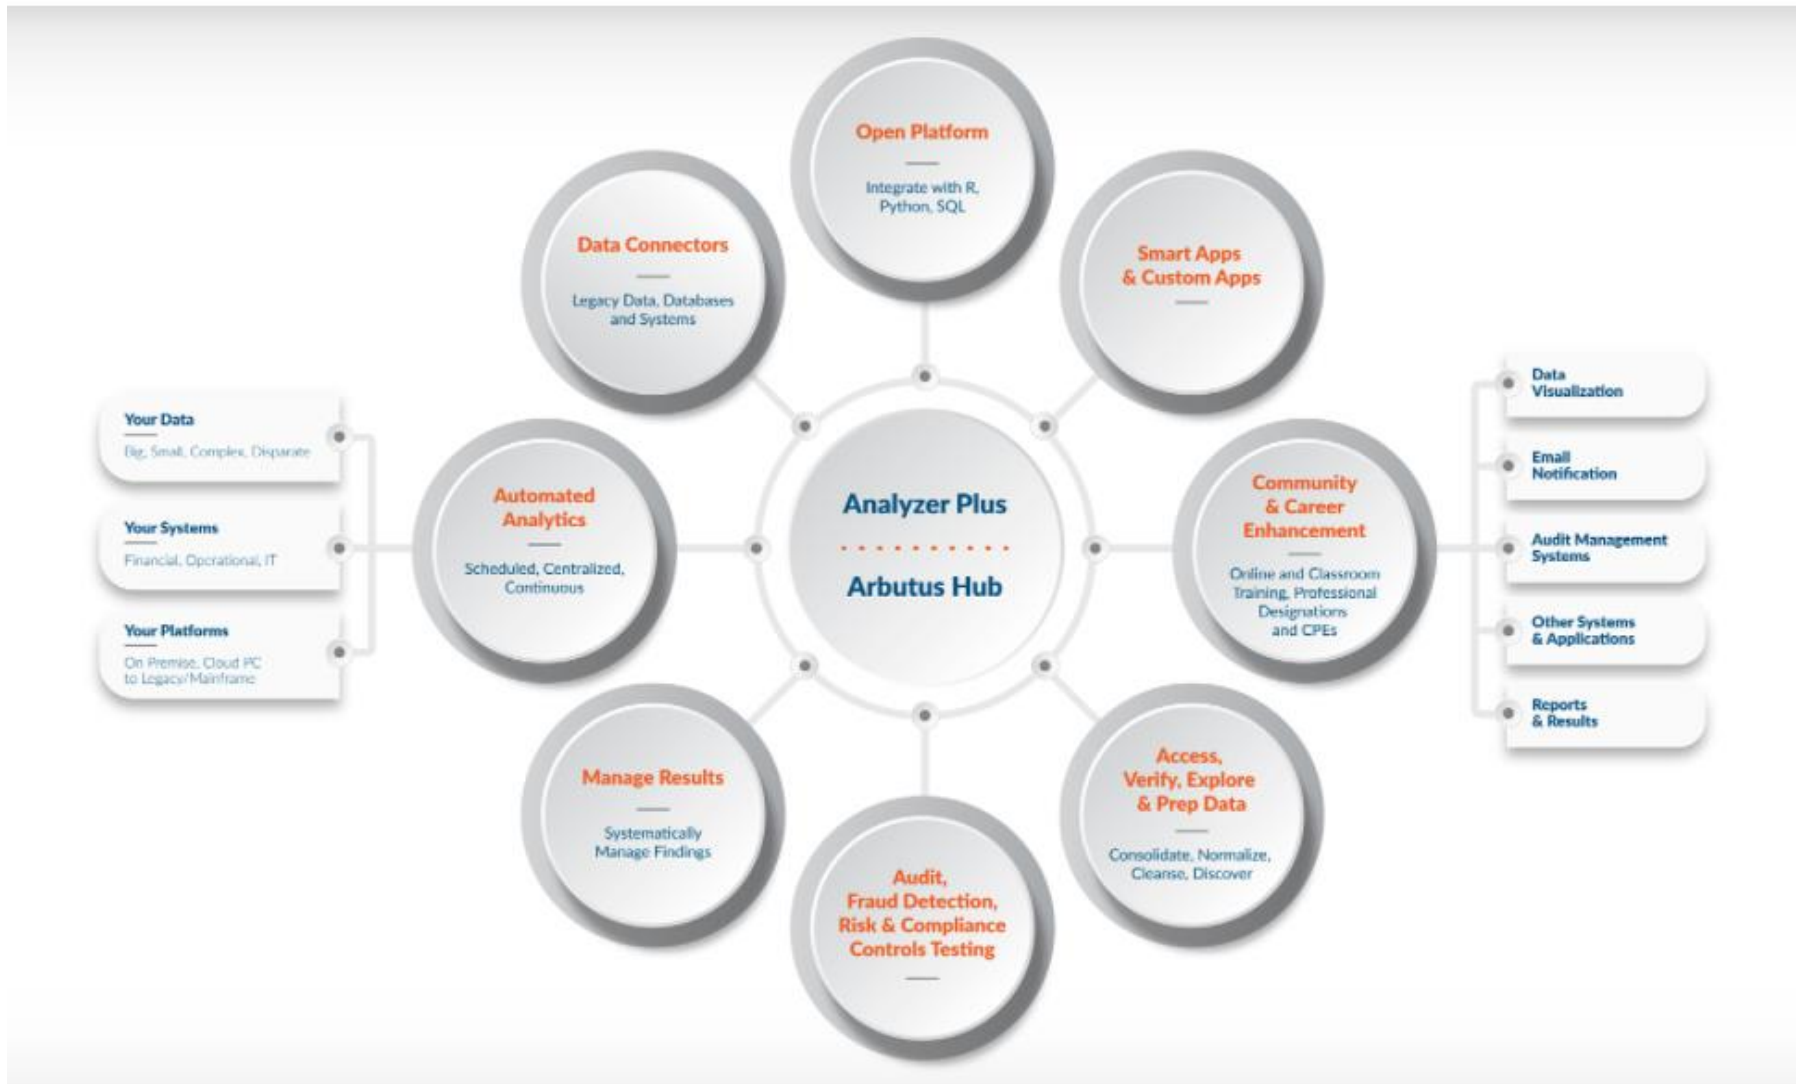 Open Platform
Integrate with R,
Python, SQL
Data Connectors
Legacy Data, Databases
and Systems
Smart Apps
& Custom Apps
Your Data
Big, Small, Complex, Disparate
Your Systems
Financial, Operational, IT
Your Platforms
On Premise, Cloud PC
to Legacy/Mainframe
Automated
Analytics
Scheduled, Centralized,
Continuous
Analyzer Plus
Arbutus Hub
Community
& Career
Enhancement
Online and Classroom
Training, Professional
Designations
and CPEs
Data
Visualization
Email
Notification
Audit Management
Systems
Other Systems
& Applications
Reports
& Results
Manage Results
Systematically
Manage Findings
Audit,
Fraud Detection,
Risk & Compliance
Controls Testing
Access,
Verify, Explore
& Prep Data
Consolidate, Normalize,
Cleanse, Discover